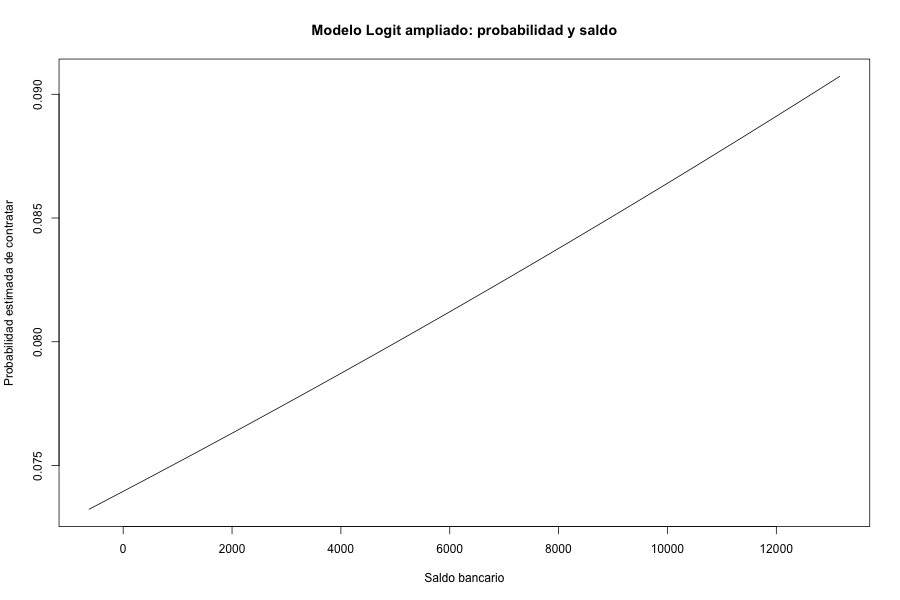 Modelo Logit ampliado: probabilidad y saldo
Probabilidad estimada de contratar
0.090
0.085
0.080
0.075
0 2000 4000 6000 8000 10000 12000
Saldo bancario